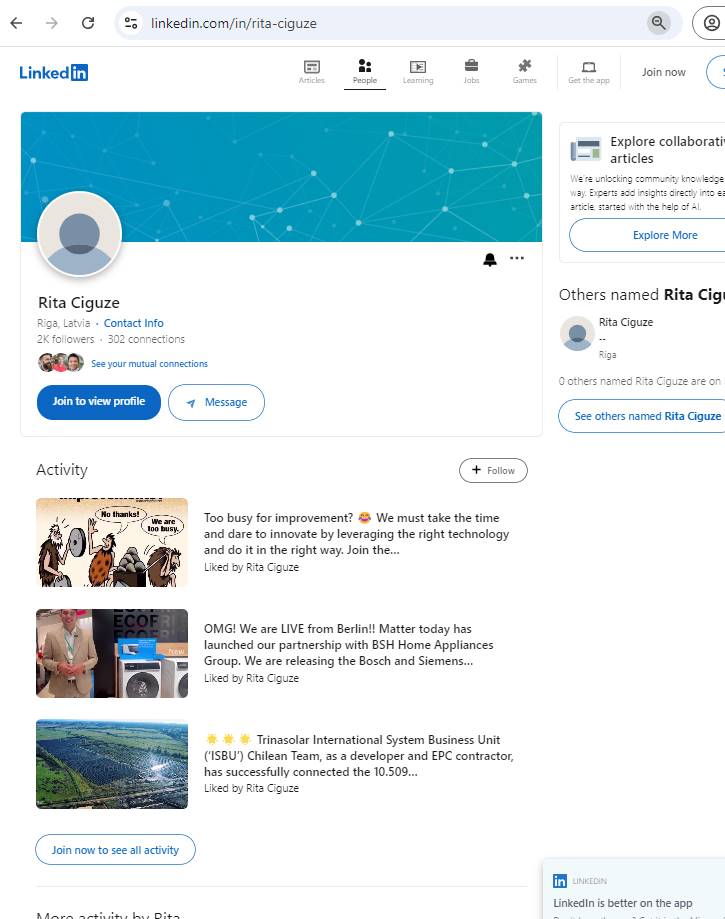 linkedin.com/in/rita-ciguze
Linked in
Articles
People
Learning
Jobs
Games
Get the app
Join now
Explore collaborativ
articles
We're unlocking community knowledge
way. Experts add insights directly into ea
article, started with the help of AI.
Explore More
Rita Ciguze
Riga, Latvia · Contact Info
2K followers · 302 connections
See your mutual connections
Join to view profile
Message
Others named Rita Cigu
Rita Ciguze
--
Riga
0 others named Rita Ciguze are on
See others named Rita Ciguze
Activity
+ Follow
No thanks!
We are
too busy.
Too busy for improvement? 😂 We must take the time
and dare to innovate by leveraging the right technology
and do it in the right way. Join the...
Liked by Rita Ciguze
ECOF
OMG! We are LIVE from Berlin!! Matter today has
launched our partnership with BSH Home Appliances
Group. We are releasing the Bosch and Siemens...
Liked by Rita Ciguze
🌟 🌟 🌟 Trinasolar International System Business Unit
(‘ISBU’) Chilean Team, as a developer and EPC contractor,
has successfully connected the 10.509...
Liked by Rita Ciguze
Join now to see all activity
More activity by Rita
in LINKEDIN
LinkedIn is better on the app